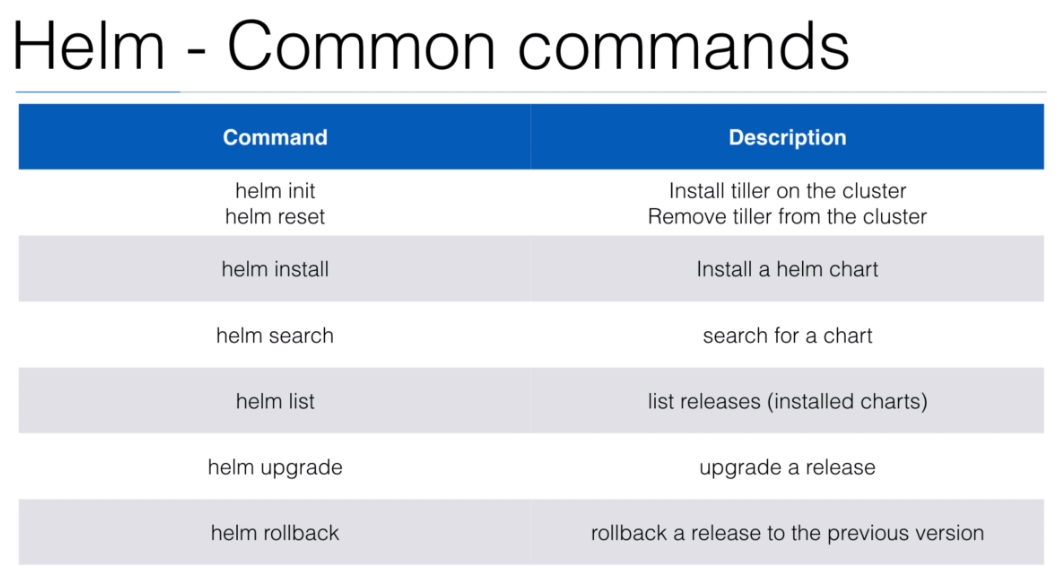 Helm - Common commands
Command Description
helm init Install tiller on the cluster
helm reset Remove tiller from the cluster
helm install Install a helm chart
helm search search for a chart
helm list list releases (installed charts)
helm upgrade upgrade a release
helm rollback rollback a release to the previous version